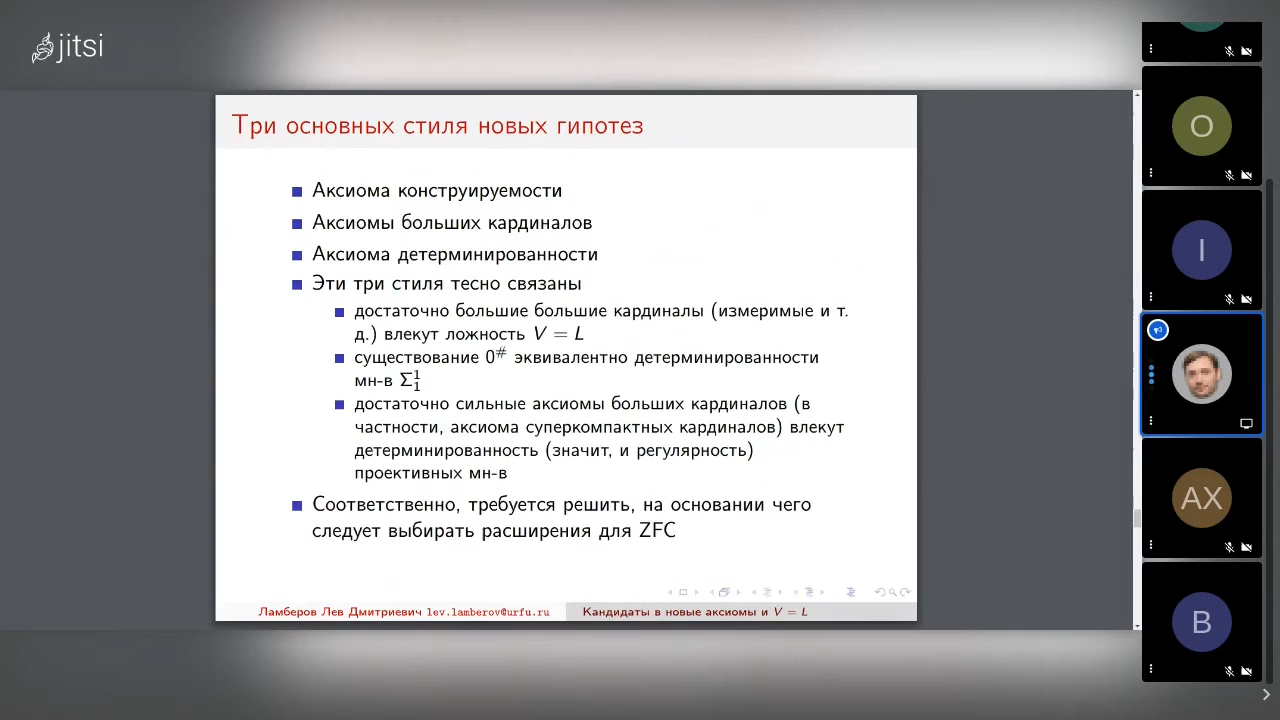 jitsi
Три основных стиля новых гипотез
Аксиома конструируемости
Аксиомы больших кардиналов
Аксиома детерминированности
Эти три стиля тесно связаны
достаточно большие большие кардиналы (измеримые и т.
д.) влекут ложность V = L
существование 0^# эквивалентно детерминированности
мн-в Σ^1_1
достаточно сильные аксиомы больших кардиналов (в
частности, аксиома суперкомпактных кардиналов) влекут
детерминированность (значит, и регулярность)
проективных мн-в
Соответственно, требуется решить, на основании чего
следует выбирать расширения для ZFC
Ламберов Лев Дмитриевич lev.lamberov@urfu.ru
Кандидаты в новые аксиомы и V = L
O
I
AX
B